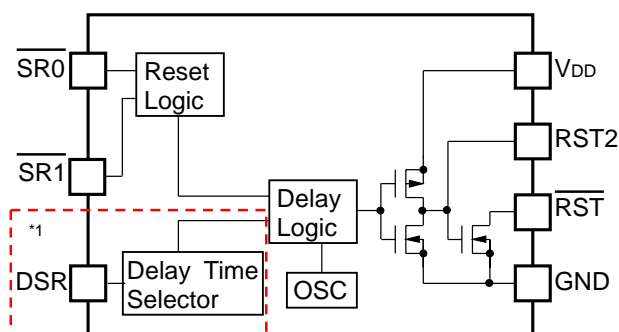 SR0
Reset
Logic
VDD
RST2
SR1
Delay
Logic
RST
*1
DSR
Delay Time
Selector
OSC
GND